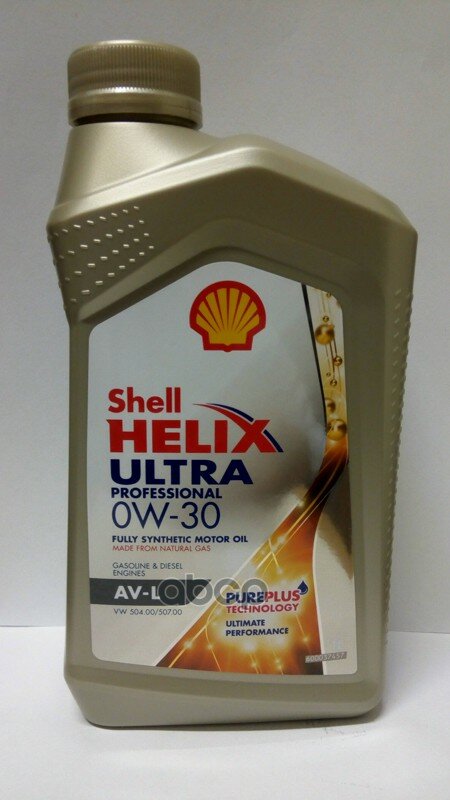 Shell
HELIX
ULTRA
PROFESSIONAL
0W-30
FULLY SYNTHETIC MOTOR OIL
MADE FROM NATURAL GAS
GASOLINE & DIESEL
ENGINES
AV-L
VW 504.00/507.00
PUREPLUS
TECHNOLOGY
ULTIMATE
PERFORMANCE